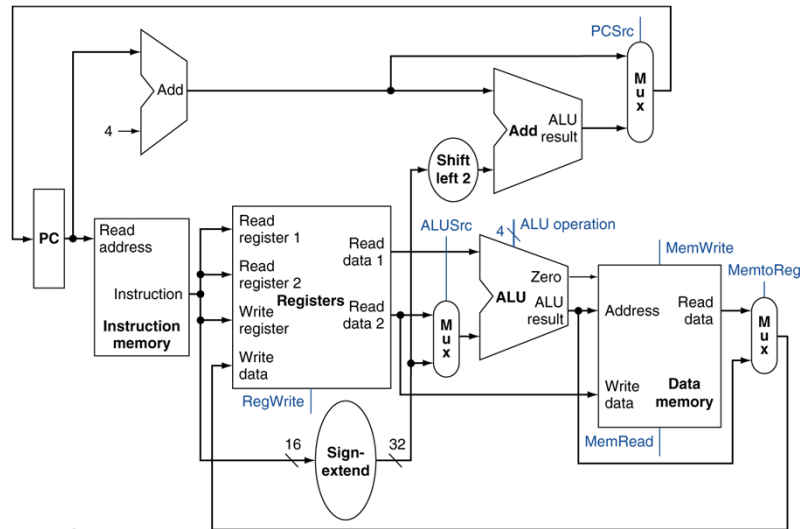 PCSrc
Add
4
M
u
x
Add
ALU
result
Shift
left 2
PC
Read
address
Instruction
Instruction
memory
Read
register 1
Read
register 2
Write
register
Write
data
Registers
Read
data 1
Read
data 2
RegWrite
ALUSrc
M
u
x
4
ALU operation
Zero
ALU
ALU
result
MemWrite
Address
Read
data
Write
data
Data
memory
MemRead
MemtoReg
M
u
x
16
Sign-
extend
32